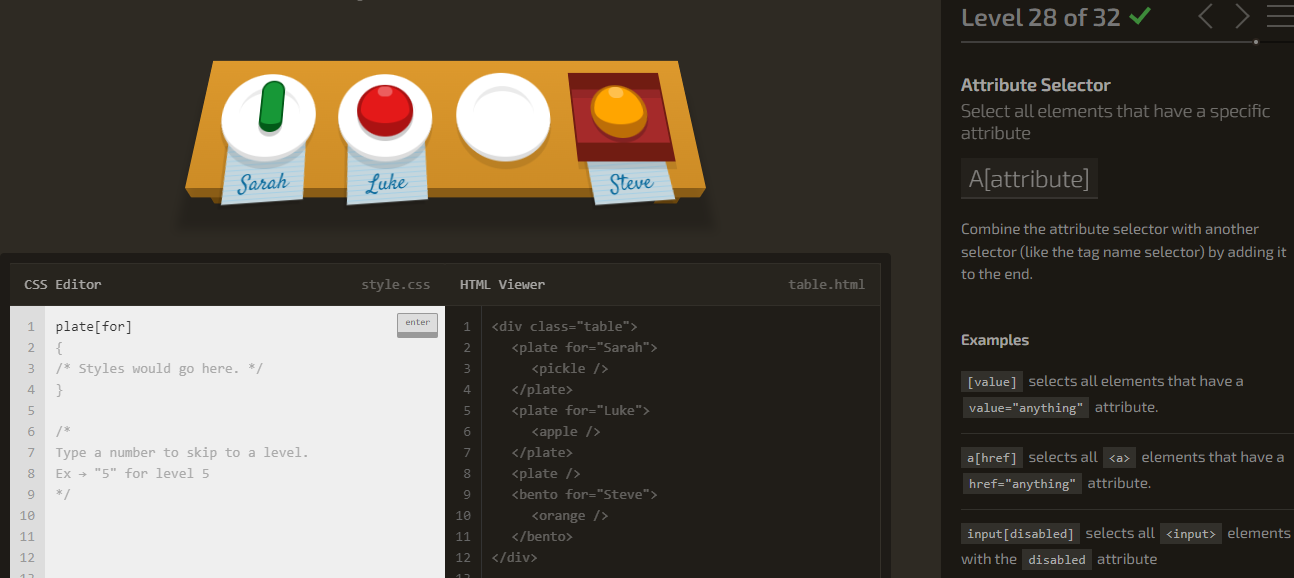 Level 28 of 32
Sarah
Luke
Steve
CSS Editor
style.css
HTML Viewer
table.html
1 plate[for]
enter
2 {
3 /* Styles would go here. */
4 }
5
6 /*
7 Type a number to skip to a level.
8 Ex → "5" for level 5
9 */
10
11
12
1 <div class="table">
2 <plate for="Sarah">
3 <pickle />
4 </plate>
5 <plate for="Luke">
6 <apple />
7 </plate>
8 <plate />
9 <bento for="Steve">
10 <orange />
11 </bento>
12 </div>
Attribute Selector
Select all elements that have a specific
attribute
A[attribute]
Combine the attribute selector with another
selector (like the tag name selector) by adding it
to the end.
Examples
[value] selects all elements that have a
value="anything" attribute.
a[href] selects all <a> elements that have a
href="anything" attribute.
input[disabled] selects all <input> elements
with the disabled attribute